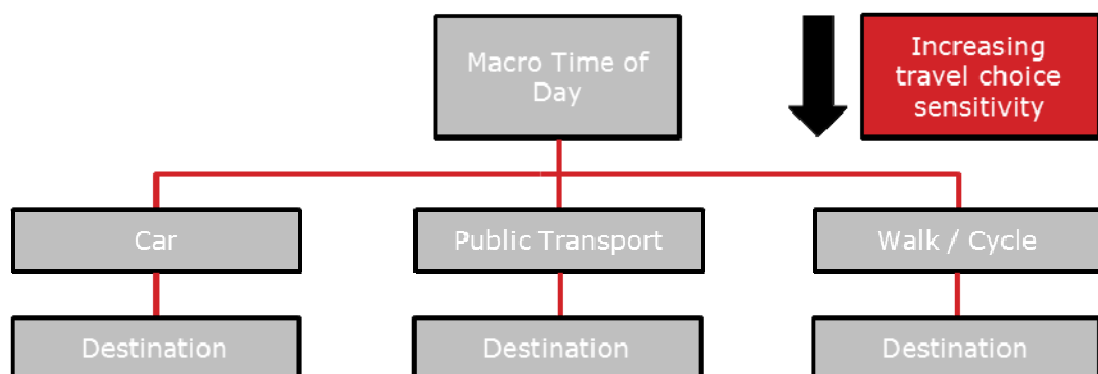 Macro Time of
Day
Increasing
travel choice
sensitivity
Car
Public Transport
Walk / Cycle
Destination
Destination
Destination